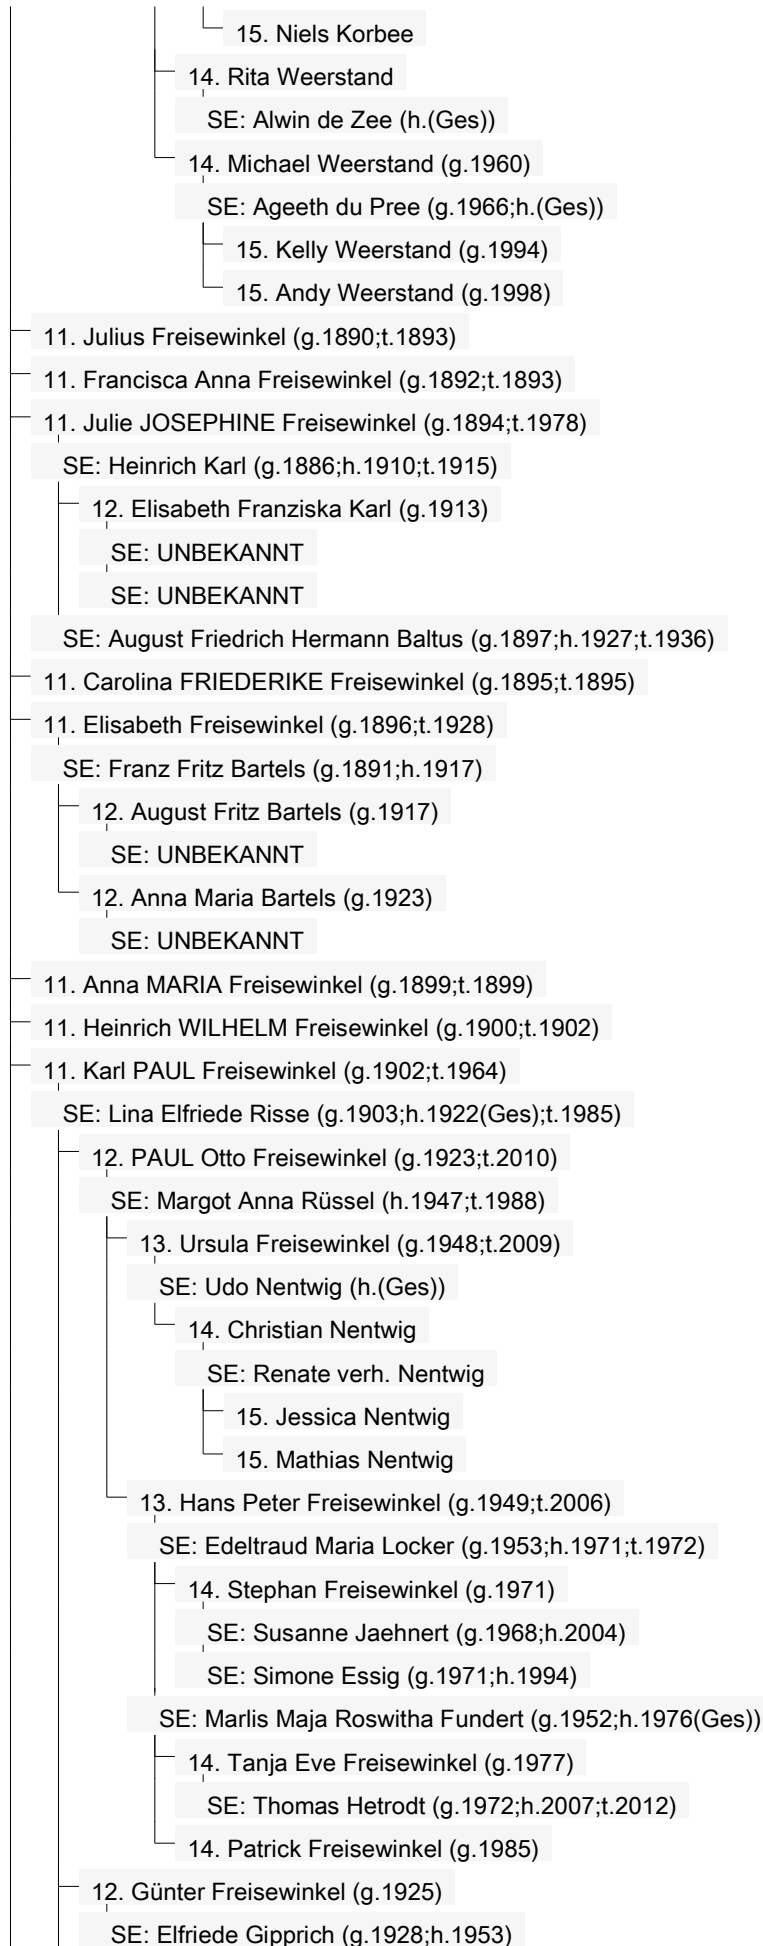 15. Niels Korbee
14. Rita Weerstand
SE: Alwin de Zee (h.(Ges))
14. Michael Weerstand (g.1960)
SE: Ageeth du Pree (g.1966;h.(Ges))
15. Kelly Weerstand (g.1994)
15. Andy Weerstand (g.1998)
11. Julius Freisewinkel (g.1890;t.1893)
11. Francisca Anna Freisewinkel (g.1892;t.1893)
11. Julie JOSEPHINE Freisewinkel (g.1894;t.1978)
SE: Heinrich Karl (g.1886;h.1910;t.1915)
12. Elisabeth Franziska Karl (g.1913)
SE: UNBEKANNT
SE: UNBEKANNT
SE: August Friedrich Hermann Baltus (g.1897;h.1927;t.1936)
11. Carolina FRIEDERIKE Freisewinkel (g.1895;t.1895)
11. Elisabeth Freisewinkel (g.1896;t.1928)
SE: Franz Fritz Bartels (g.1891;h.1917)
12. August Fritz Bartels (g.1917)
SE: UNBEKANNT
12. Anna Maria Bartels (g.1923)
SE: UNBEKANNT
11. Anna MARIA Freisewinkel (g.1899;t.1899)
11. Heinrich WILHELM Freisewinkel (g.1900;t.1902)
11. Karl PAUL Freisewinkel (g.1902;t.1964)
SE: Lina Elfriede Risse (g.1903;h.1922(Ges);t.1985)
12. PAUL Otto Freisewinkel (g.1923;t.2010)
SE: Margot Anna Rüssel (h.1947;t.1988)
13. Ursula Freisewinkel (g.1948;t.2009)
SE: Udo Nentwig (h.(Ges))
14. Christian Nentwig
SE: Renate verh. Nentwig
15. Jessica Nentwig
15. Mathias Nentwig
13. Hans Peter Freisewinkel (g.1949;t.2006)
SE: Edeltraud Maria Locker (g.1953;h.1971;t.1972)
14. Stephan Freisewinkel (g.1971)
SE: Susanne Jaehnert (g.1968;h.2004)
SE: Simone Essig (g.1971;h.1994)
SE: Marlis Maja Roswitha Fundert (g.1952;h.1976(Ges))
14. Tanja Eve Freisewinkel (g.1977)
SE: Thomas Hetrodt (g.1972;h.2007;t.2012)
14. Patrick Freisewinkel (g.1985)
12. Günter Freisewinkel (g.1925)
SE: Elfriede Gipprich (g.1928;h.1953)